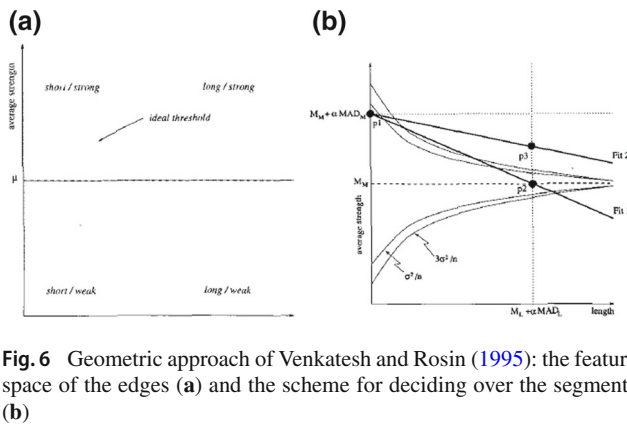 (a)
(b)
average strength
short / strong
long / strong
ideal threshold
μ
short / weak
long / weak
M_M + α MAD_M
p1
p3
Fit 2
M_M
p2
average strength
Fit
3σ²/n
σ²/n
M_L + α MAD_L
length
Fig. 6 Geometric approach of Venkatesh and Rosin (1995): the featur
space of the edges (a) and the scheme for deciding over the segment
(b)